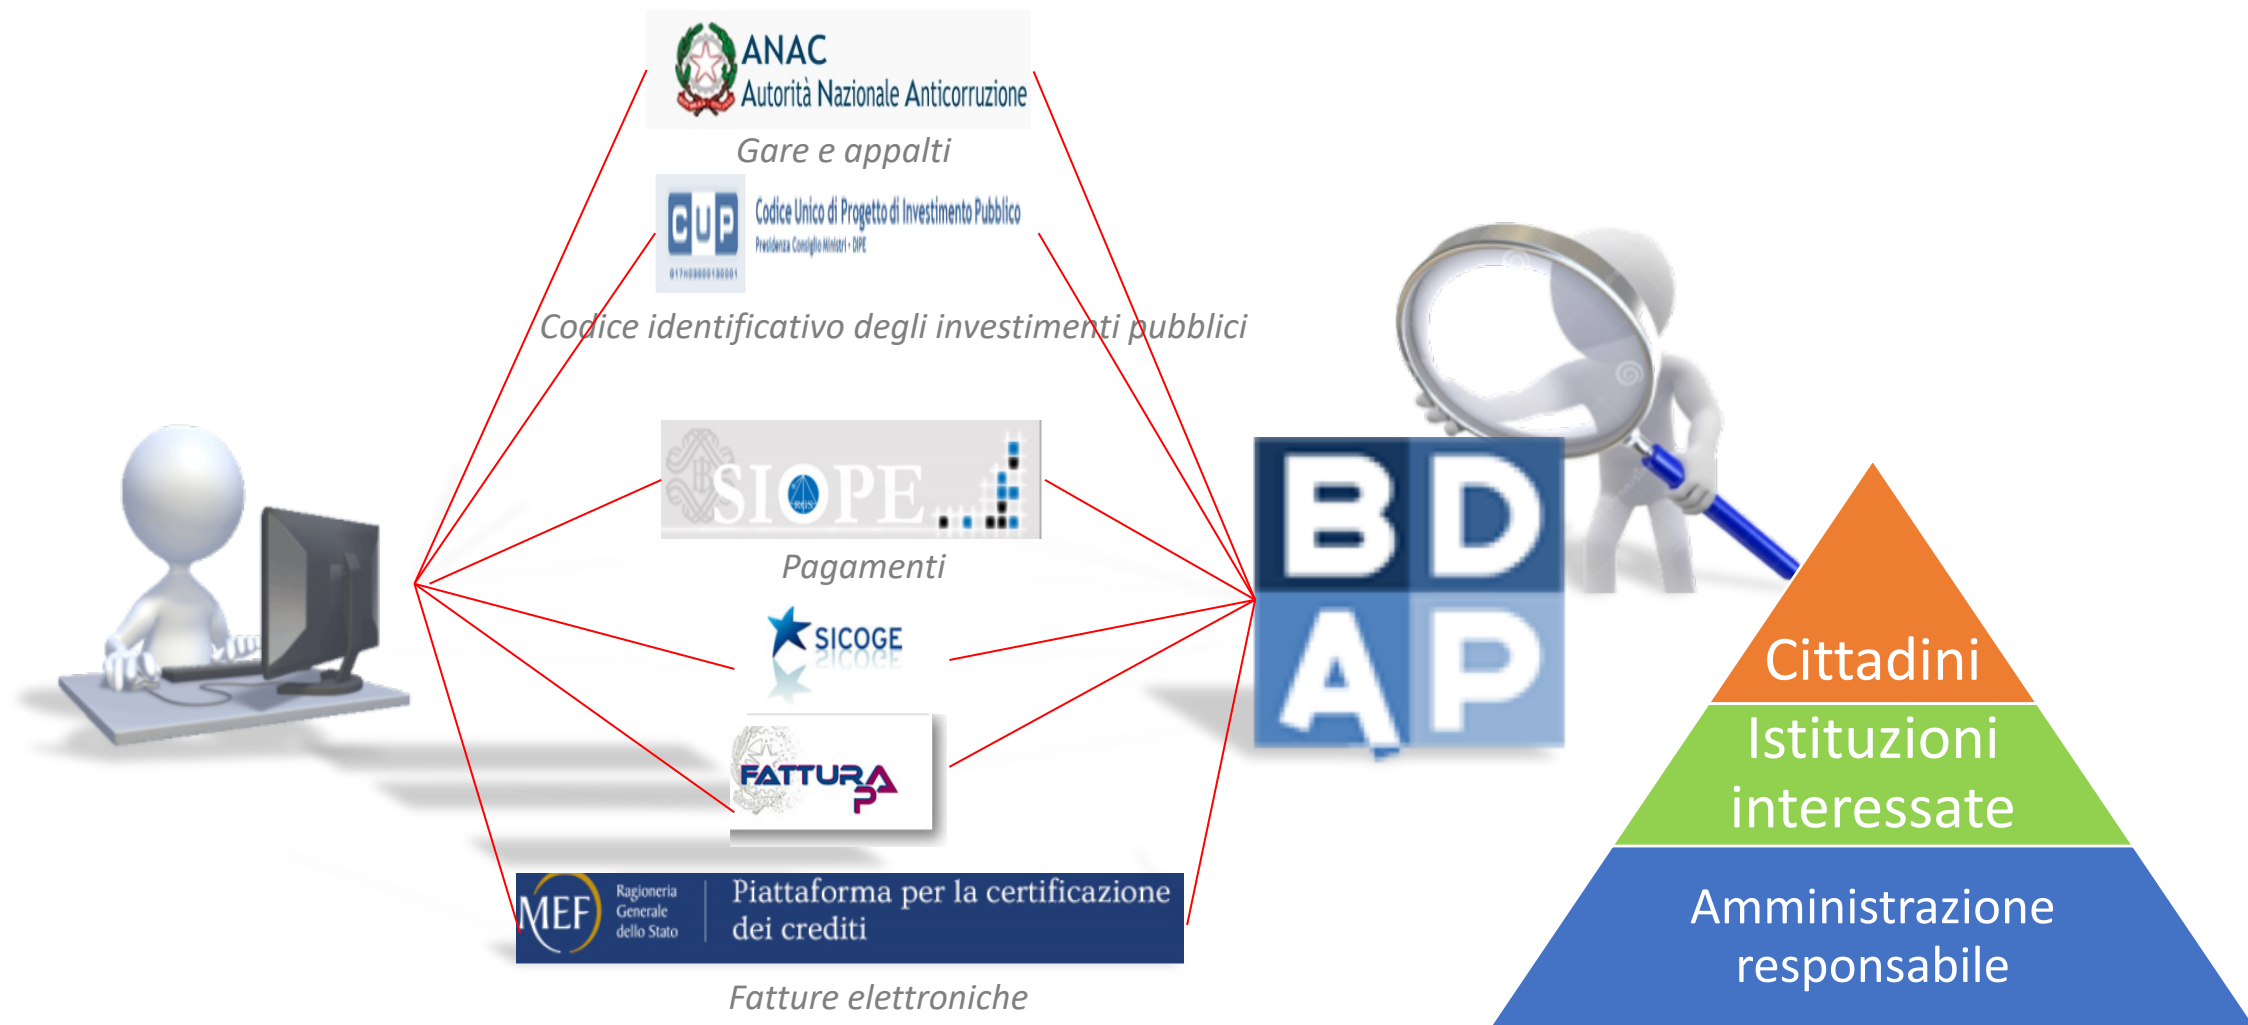 ANAC
Autorità Nazionale Anticorruzione
Gare e appalti
CUP
Codice Unico di Progetto di Investimento Pubblico
Presidenza Consiglio Ministri - DIPE
Codice identificativo degli investimenti pubblici
SIOPE
RGS
Pagamenti
SICOGE
FATTURA
P
MEF
Ragioneria
Generale
dello Stato
Piattaforma per la certificazione
dei crediti
Fatture elettroniche
BD
AP
Cittadini
Istituzioni
interessate
Amministrazione
responsabile